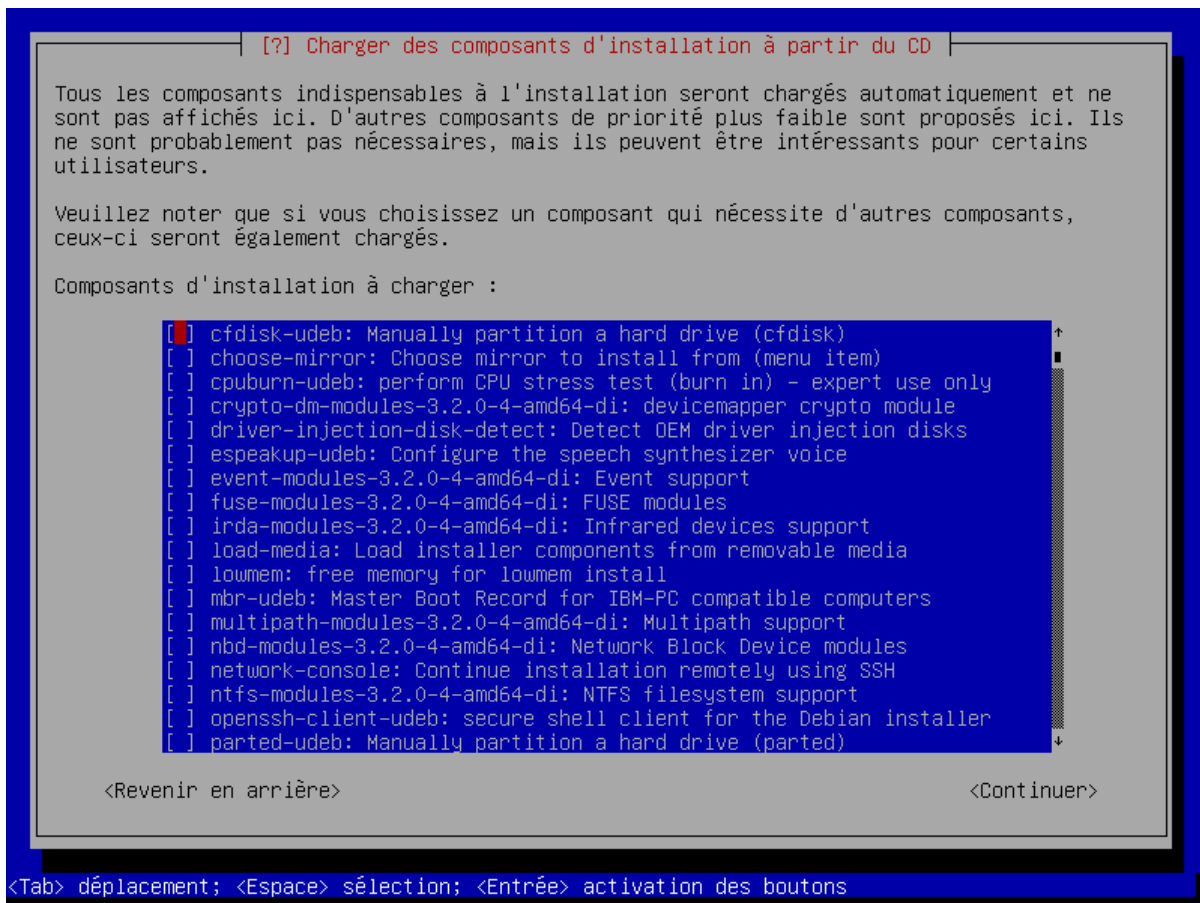 [?] Charger des composants d'installation à partir du CD
Tous les composants indispensables à l'installation seront chargés automatiquement et ne
sont pas affichés ici. D'autres composants de priorité plus faible sont proposés ici. Ils
ne sont probablement pas nécessaires, mais ils peuvent être intéressants pour certains
utilisateurs.
Veuillez noter que si vous choisissez un composant qui nécessite d'autres composants,
ceux-ci seront également chargés.
Composants d'installation à charger :
[ ] cfdisk-udeb: Manually partition a hard drive (cfdisk)
[ ] choose-mirror: Choose mirror to install from (menu item)
[ ] cpuburn-udeb: perform CPU stress test (burn in) - expert use only
[ ] crypto-dm-modules-3.2.0-4-amd64-di: devicemapper crypto module
[ ] driver-injection-disk-detect: Detect OEM driver injection disks
[ ] espeakup-udeb: Configure the speech synthesizer voice
[ ] event-modules-3.2.0-4-amd64-di: Event support
[ ] fuse-modules-3.2.0-4-amd64-di: FUSE modules
[ ] irda-modules-3.2.0-4-amd64-di: Infrared devices support
[ ] load-media: Load installer components from removable media
[ ] lowmem: free memory for lowmem install
[ ] mbr-udeb: Master Boot Record for IBM-PC compatible computers
[ ] multipath-modules-3.2.0-4-amd64-di: Multipath support
[ ] nbd-modules-3.2.0-4-amd64-di: Network Block Device modules
[ ] network-console: Continue installation remotely using SSH
[ ] ntfs-modules-3.2.0-4-amd64-di: NTFS filesystem support
[ ] openssh-client-udeb: secure shell client for the Debian installer
[ ] parted-udeb: Manually partition a hard drive (parted)
<Revenir en arrière> <Continuer>
<Tab> déplacement; <Espace> sélection; <Entrée> activation des boutons